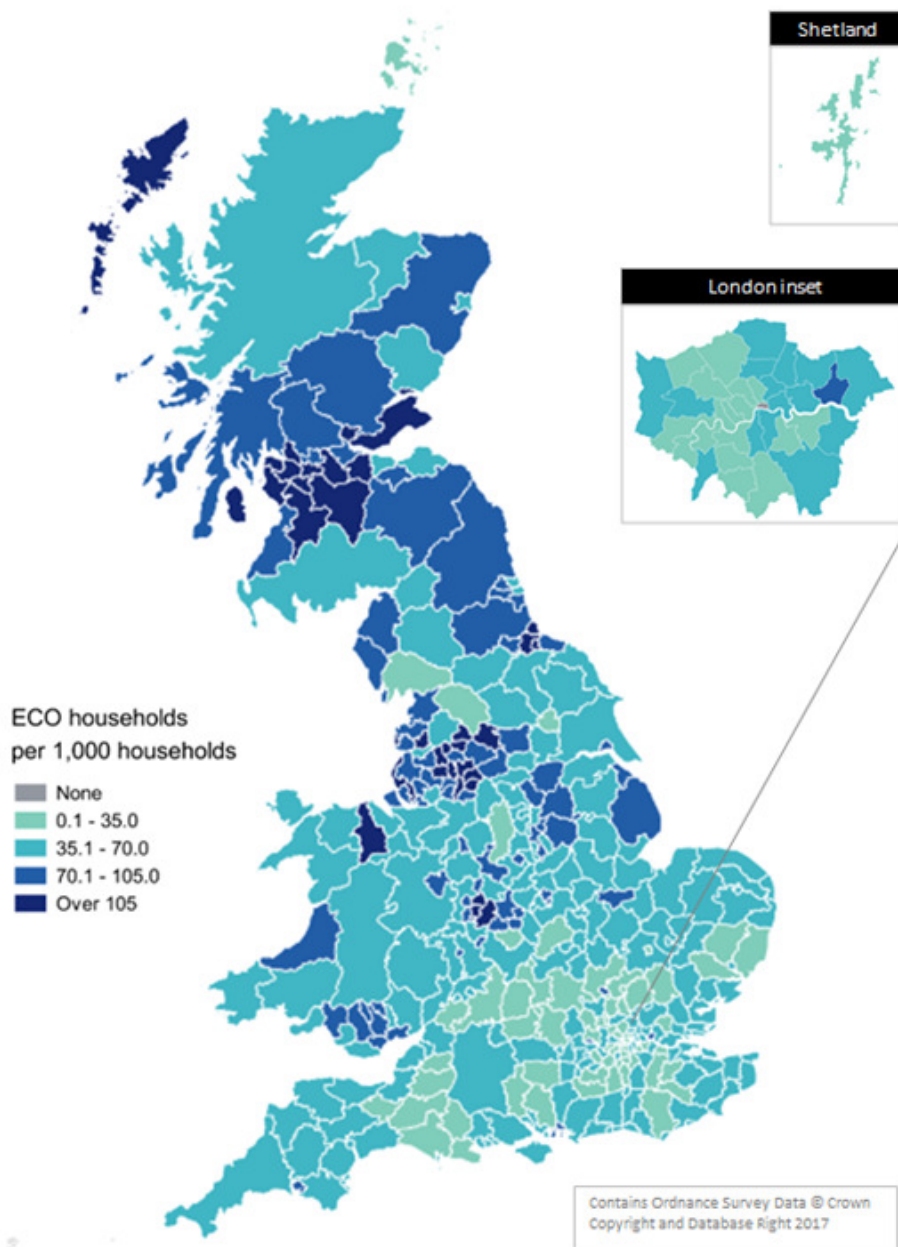 Shetland
London inset
ECO households
per 1,000 households
None
0.1 - 35.0
35.1 - 70.0
70.1 - 105.0
Over 105
Contains Ordnance Survey Data © Crown
Copyright and Database Right 2017